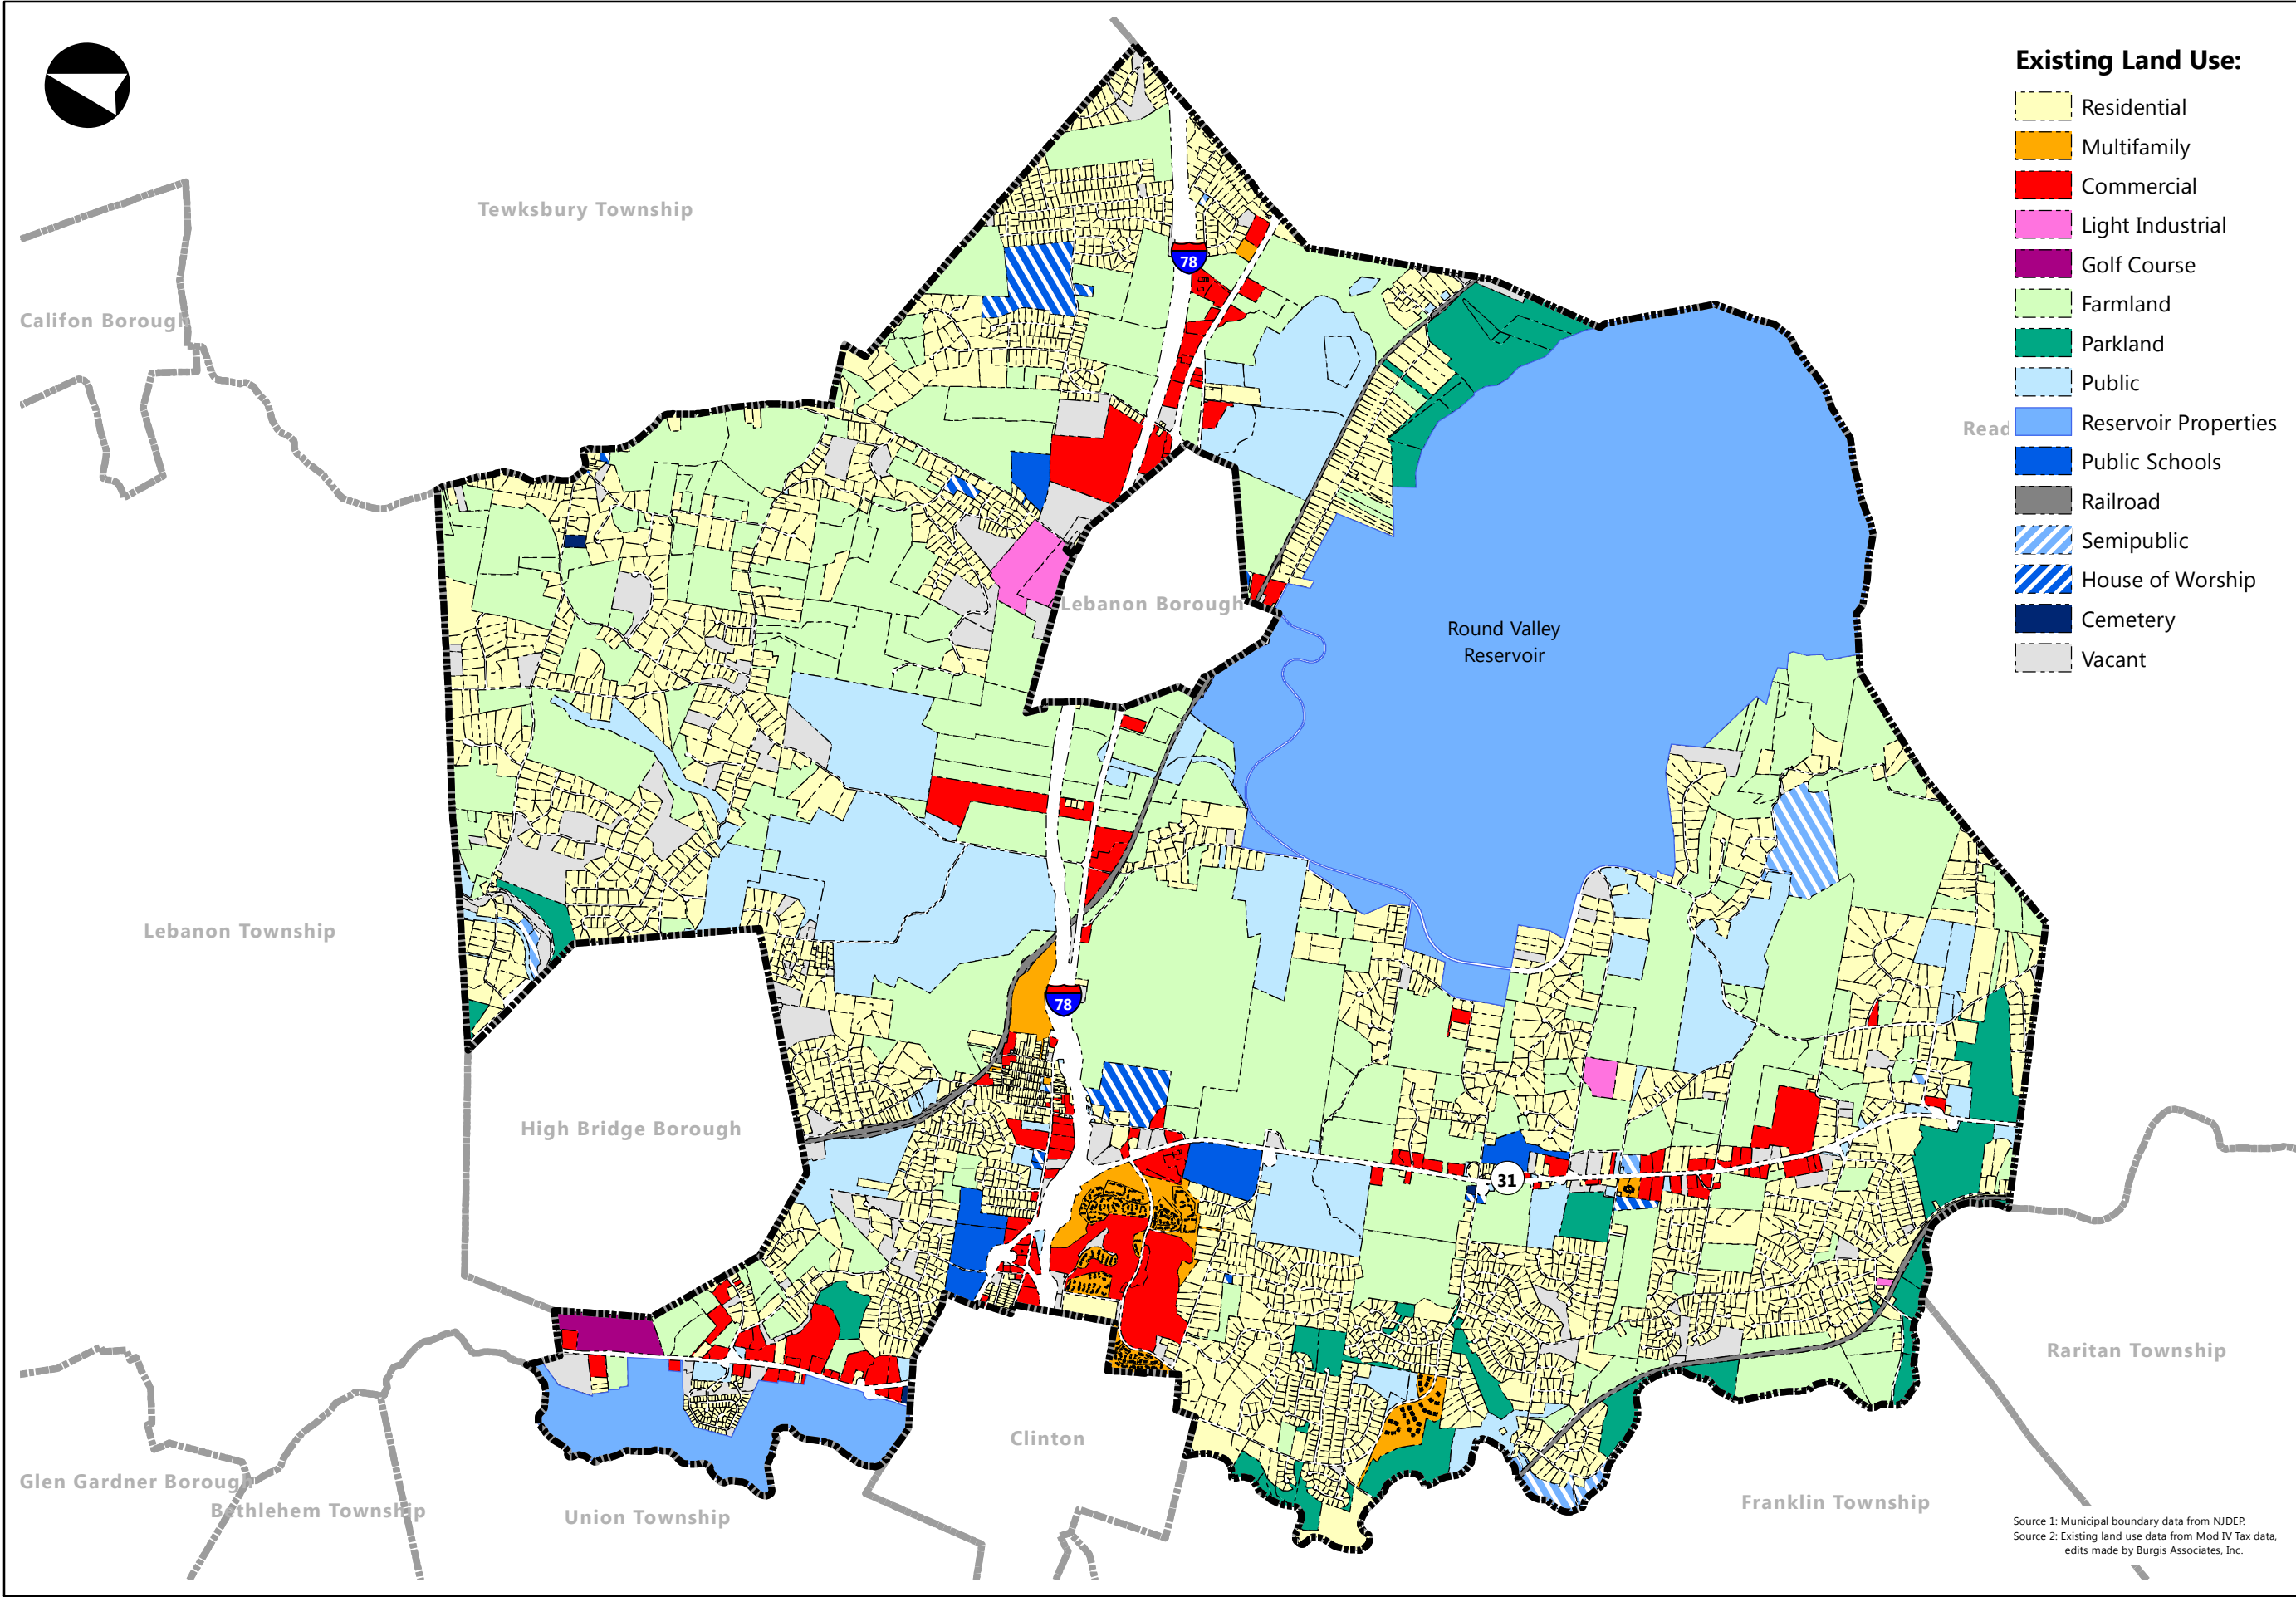 Existing Land Use:
Residential
Multifamily
Commercial
Light Industrial
Golf Course
Farmland
Parkland
Public
Reservoir Properties
Public Schools
Railroad
Semipublic
House of Worship
Cemetery
Vacant
Tewksbury Township
78
Califon Borough
Read
Lebanon Borough
Round Valley
Reservoir
Lebanon Township
78
High Bridge Borough
31
Raritan Township
Clinton
Glen Gardner Borough
Bethlehem Township
Union Township
Franklin Township
Source 1: Municipal boundary data from NJDEP.
Source 2: Existing land use data from Mod IV Tax data,
edits made by Burgis Associates, Inc.